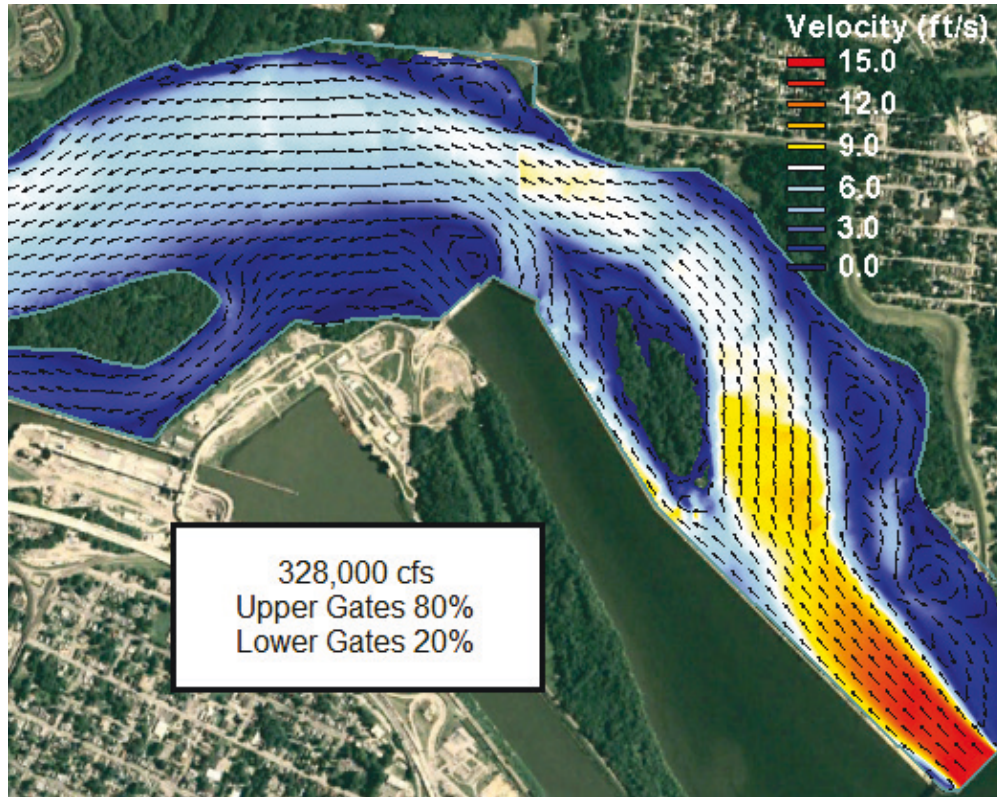 Velocity (ft/s)
15.0
12.0
9.0
6.0
3.0
0.0
328,000 cfs
Upper Gates 80%
Lower Gates 20%